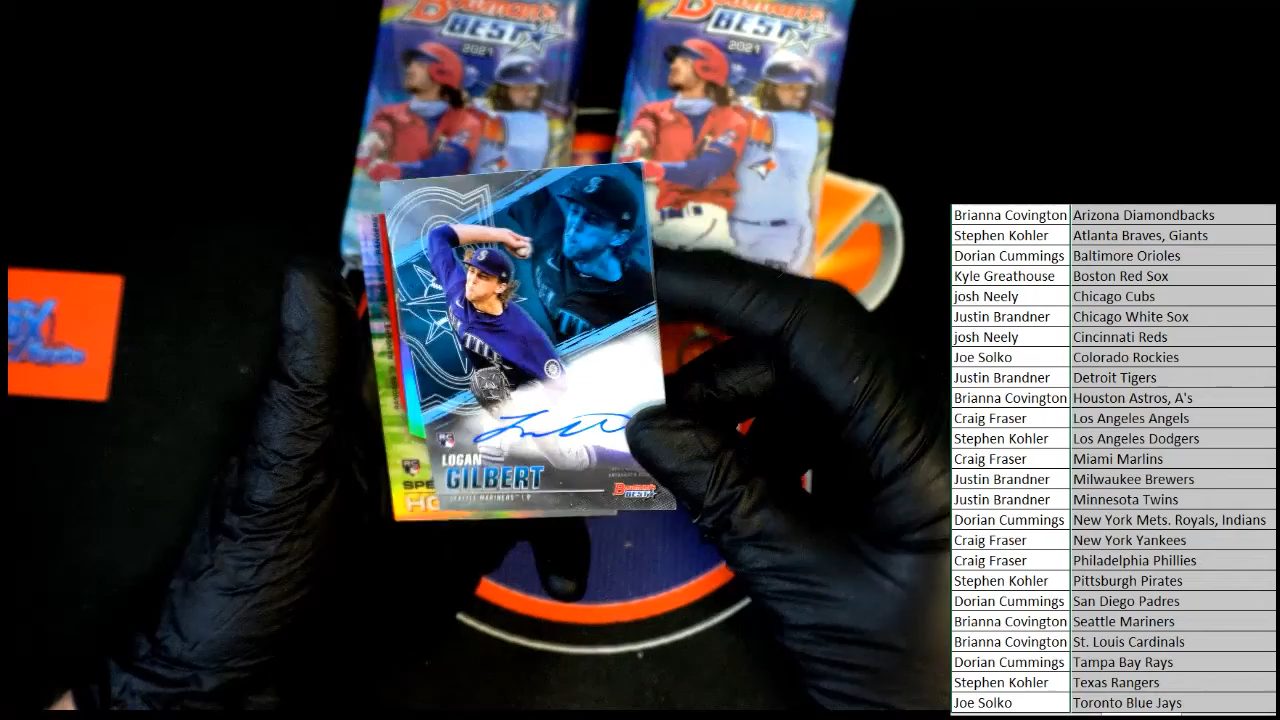 Bowman's
BEST
2021
Bowman's
BEST
2021
LOGAN
GILBERT
SEATTLE MARINERS
RC
Bowman's
BEST
RC
SPE
HO
Brianna Covington Arizona Diamondbacks
Stephen Kohler Atlanta Braves, Giants
Dorian Cummings Baltimore Orioles
Kyle Greathouse Boston Red Sox
josh Neely Chicago Cubs
Justin Brandner Chicago White Sox
josh Neely Cincinnati Reds
Joe Solko Colorado Rockies
Justin Brandner Detroit Tigers
Brianna Covington Houston Astros, A's
Craig Fraser Los Angeles Angels
Stephen Kohler Los Angeles Dodgers
Craig Fraser Miami Marlins
Justin Brandner Milwaukee Brewers
Justin Brandner Minnesota Twins
Dorian Cummings New York Mets. Royals, Indians
Craig Fraser New York Yankees
Craig Fraser Philadelphia Phillies
Stephen Kohler Pittsburgh Pirates
Dorian Cummings San Diego Padres
Brianna Covington Seattle Mariners
Brianna Covington St. Louis Cardinals
Dorian Cummings Tampa Bay Rays
Stephen Kohler Texas Rangers
Joe Solko Toronto Blue Jays